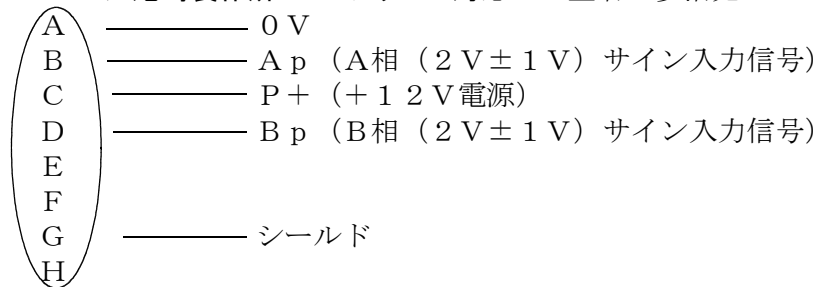 A ０Ｖ
B Ａｐ（Ａ相（２Ｖ±１Ｖ）サイン入力信号）
C Ｐ＋（＋１２Ｖ電源）
D Ｂｐ（Ｂ相（２Ｖ±１Ｖ）サイン入力信号）
E
F
G シールド
H